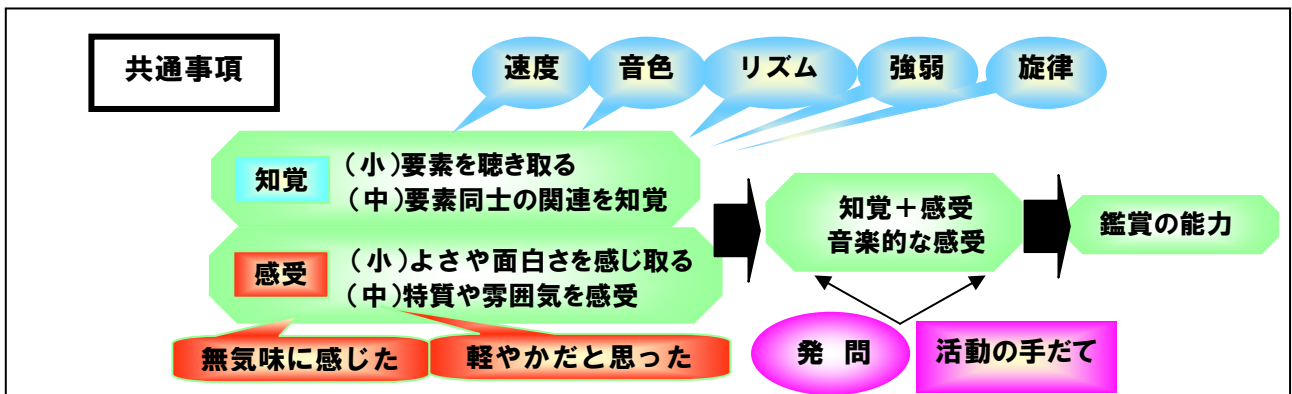 共通事項
速度
音色
リズム
強弱
旋律
知覚
(小)要素を聴き取る
(中)要素同士の関連を知覚
感受
(小)よさや面白さを感じ取る
(中)特質や雰囲気を感受
無気味に感じた
軽やかだと思った
知覚+感受
音楽的な感受
発 問
活動の手だて
鑑賞の能力